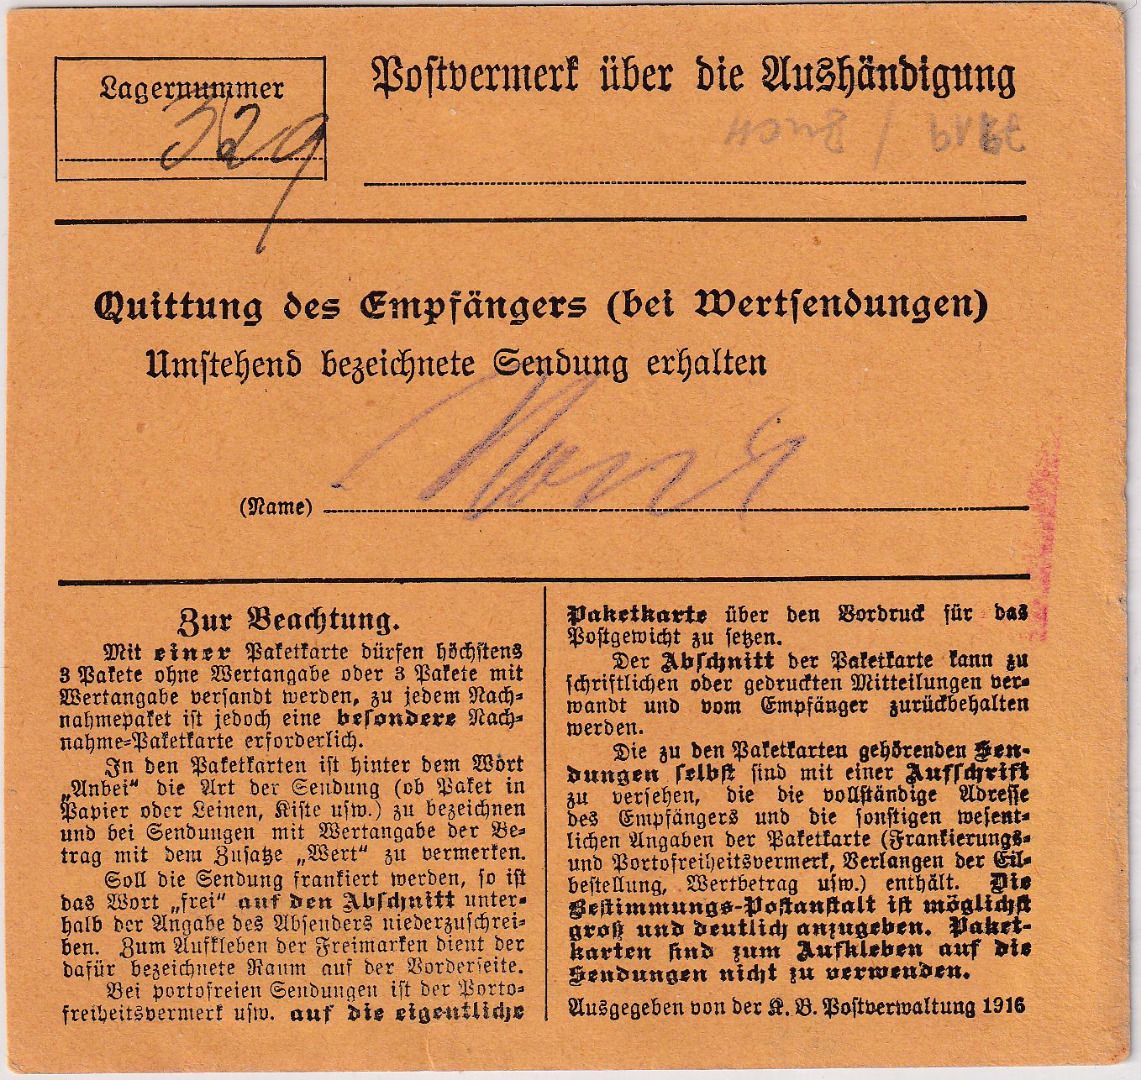 Lagernummer
329
Postvermerk über die Aushändigung
Quittung des Empfängers (bei Wertsendungen)
Umstehend bezeichnete Sendung erhalten
(Name)
Zur Beachtung.
Mit einer Paketkarte dürfen höchstens
3 Pakete ohne Wertangabe oder 3 Pakete mit
Wertangabe versandt werden, zu jedem Nach-
nahmepaket ist jedoch eine besondere Nach-
nahme-Paketkarte erforderlich.
In den Paketkarten ist hinter dem Wort
„Anbei“ die Art der Sendung (ob Paket in
Papier oder Leinen, Kiste usw.) zu bezeichnen
und bei Sendungen mit Wertangabe der Be-
trag mit dem Zusatze „Wert“ zu vermerken.
Soll die Sendung frankiert werden, so ist
das Wort „frei“ auf den Abschnitt unter-
halb der Angabe des Absenders niederzuschrei-
ben. Zum Aufkleben der Freimarken dient der
dafür bezeichnete Raum auf der Vorderseite.
Bei portofreien Sendungen ist der Porto-
freiheitsvermerk usw. auf die eigentliche
Paketkarte über den Vordruck für das
Postgewicht zu setzen.
Der Abschnitt der Paketkarte kann zu
schriftlichen oder gedruckten Mitteilungen ver-
wandt und vom Empfänger zurückbehalten
werden.
Die zu den Paketkarten gehörenden Sen-
dungen selbst sind mit einer Aufschrift
zu versehen, die die vollständige Adresse
des Empfängers und die sonstigen wesent-
lichen Angaben der Paketkarte (Frankierungs-
und Portofreiheitsvermerk, Verlangen der Eil-
bestellung, Wertbetrag usw.) enthält. Die
Bestimmungs-Postanstalt ist möglichst
groß und deutlich anzugeben. Paket-
karten sind zum Aufkleben auf die
Sendungen nicht zu verwenden.
Ausgegeben von der K. B. Postverwaltung 1916